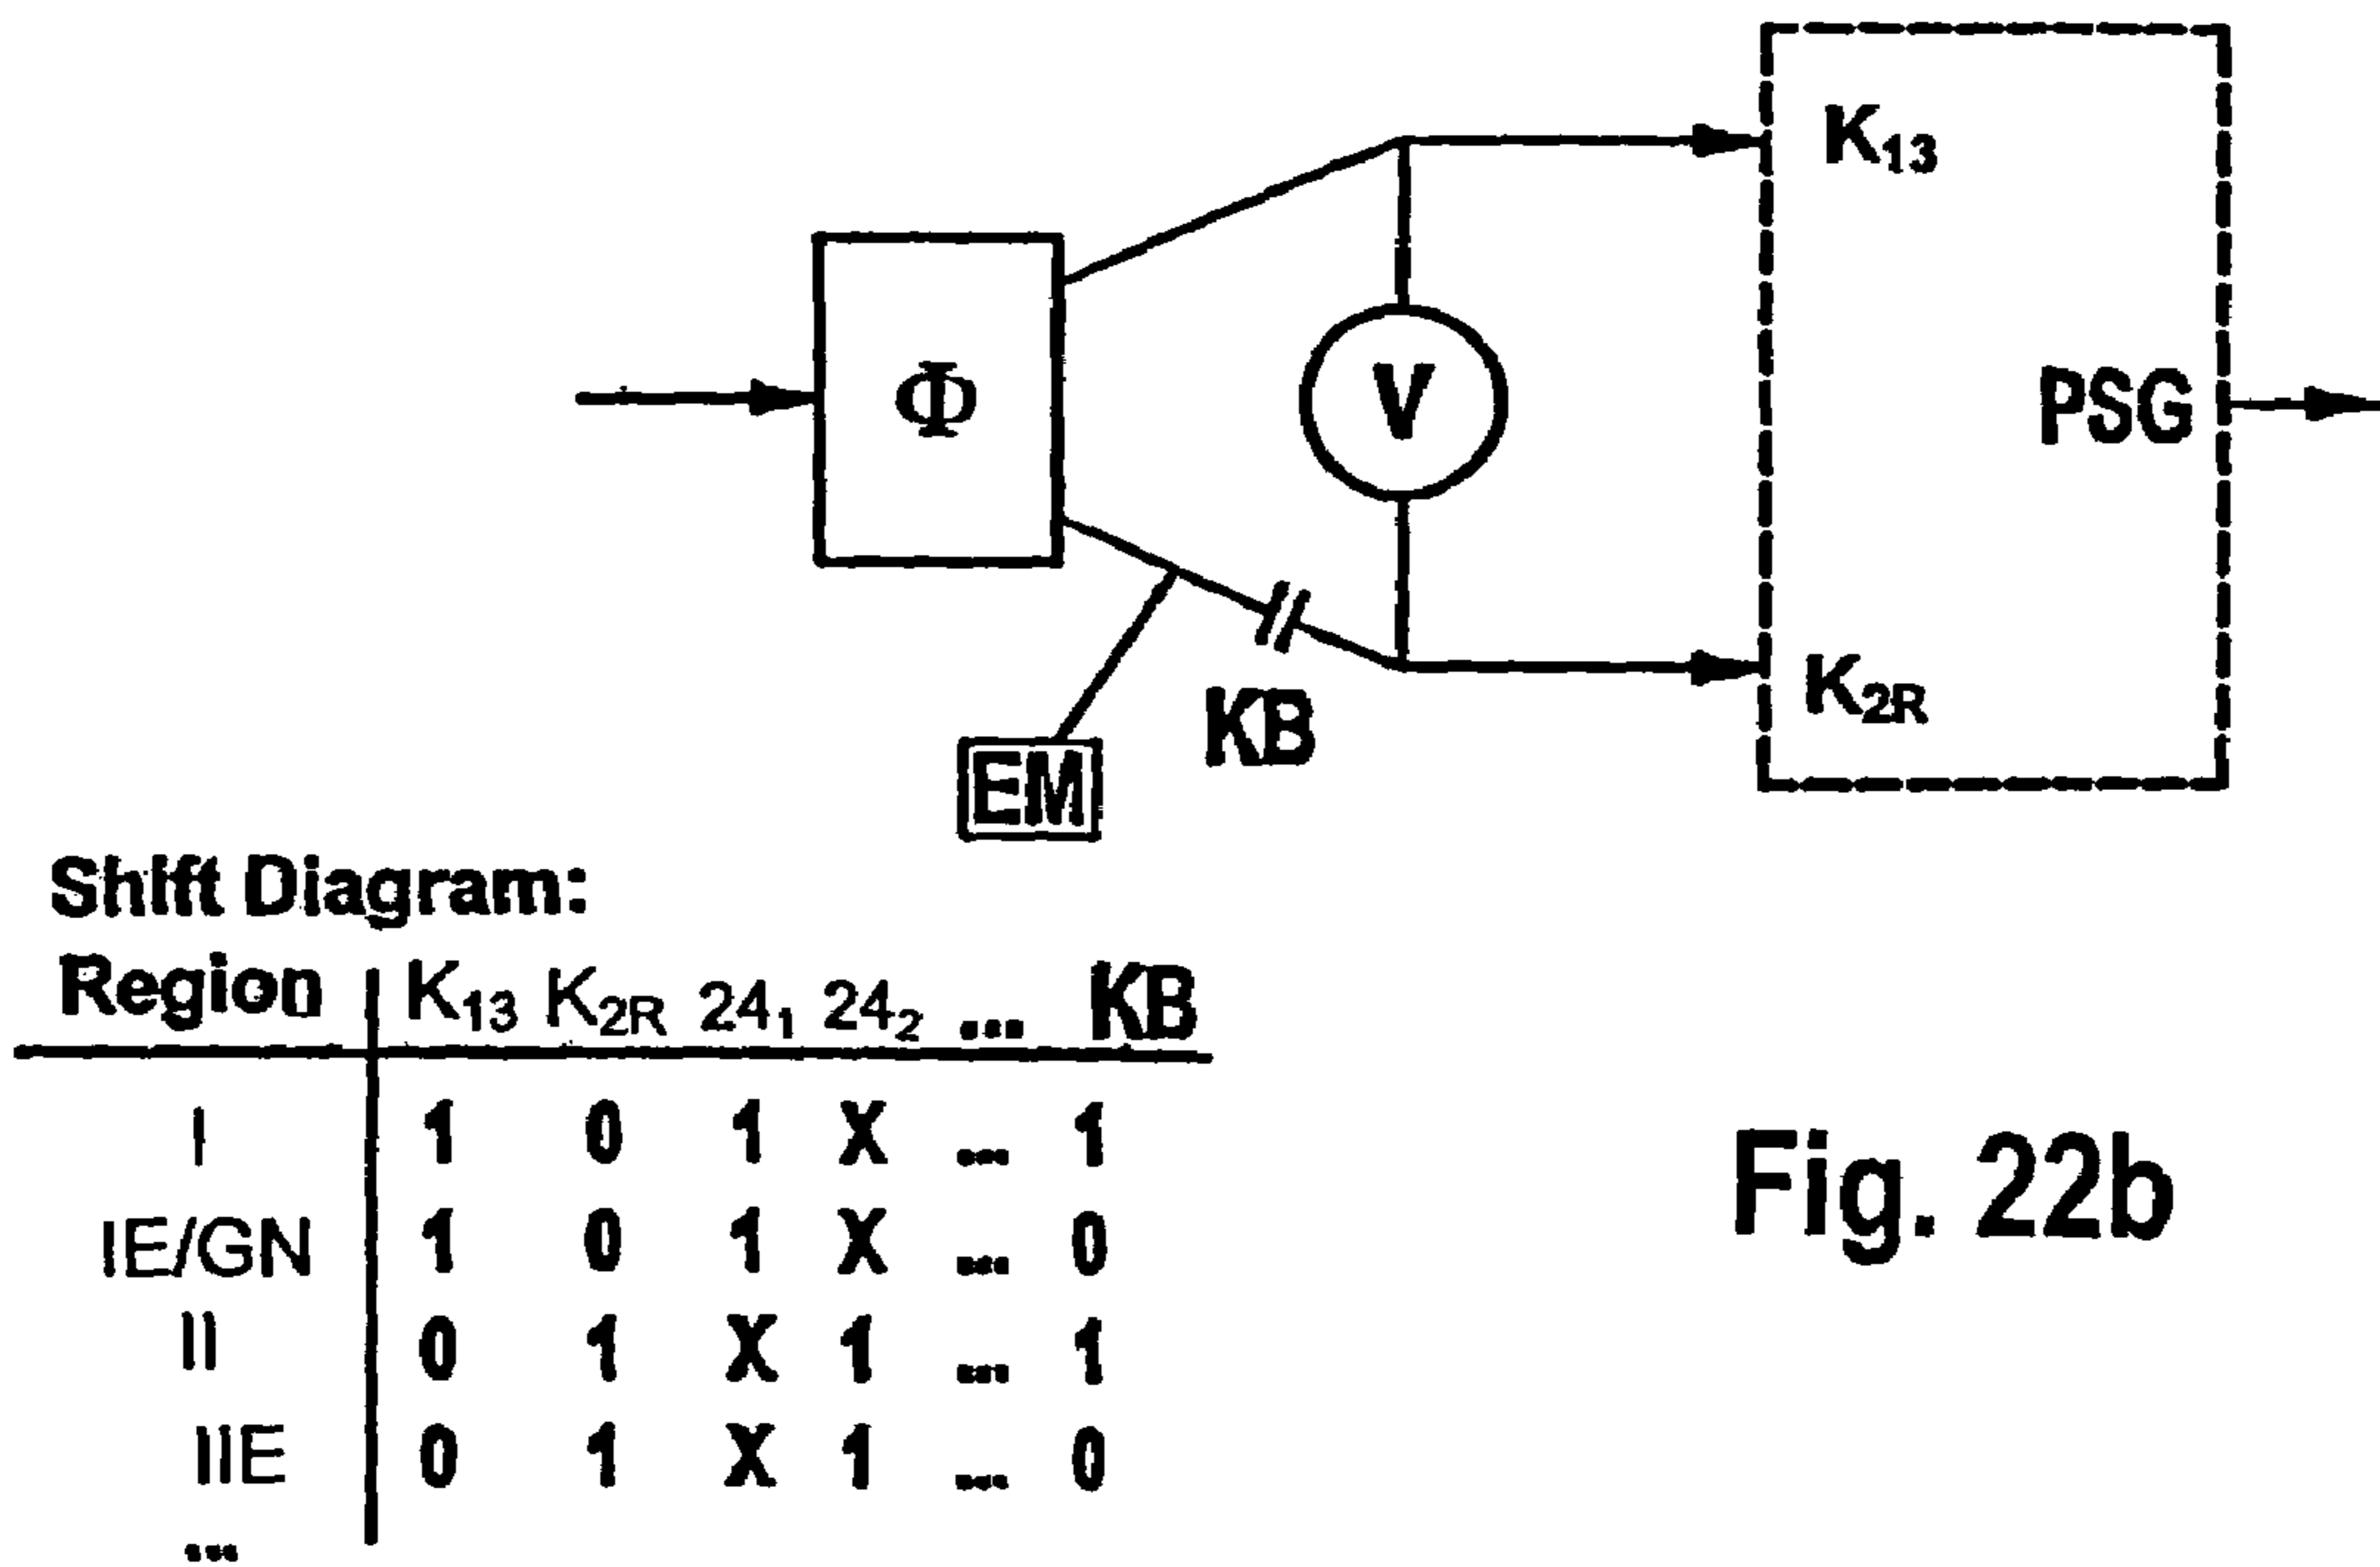 K13
Φ
V
PSG
K2R
KB
EM
Shift Diagram:
Region K13 K2R 241 242 ... KB
I 1 0 1 X ... 1
IE/GN 1 0 1 X ... 0
II 0 1 X 1 ... 1
IIE 0 1 X 1 ... 0
...
Fig. 22b